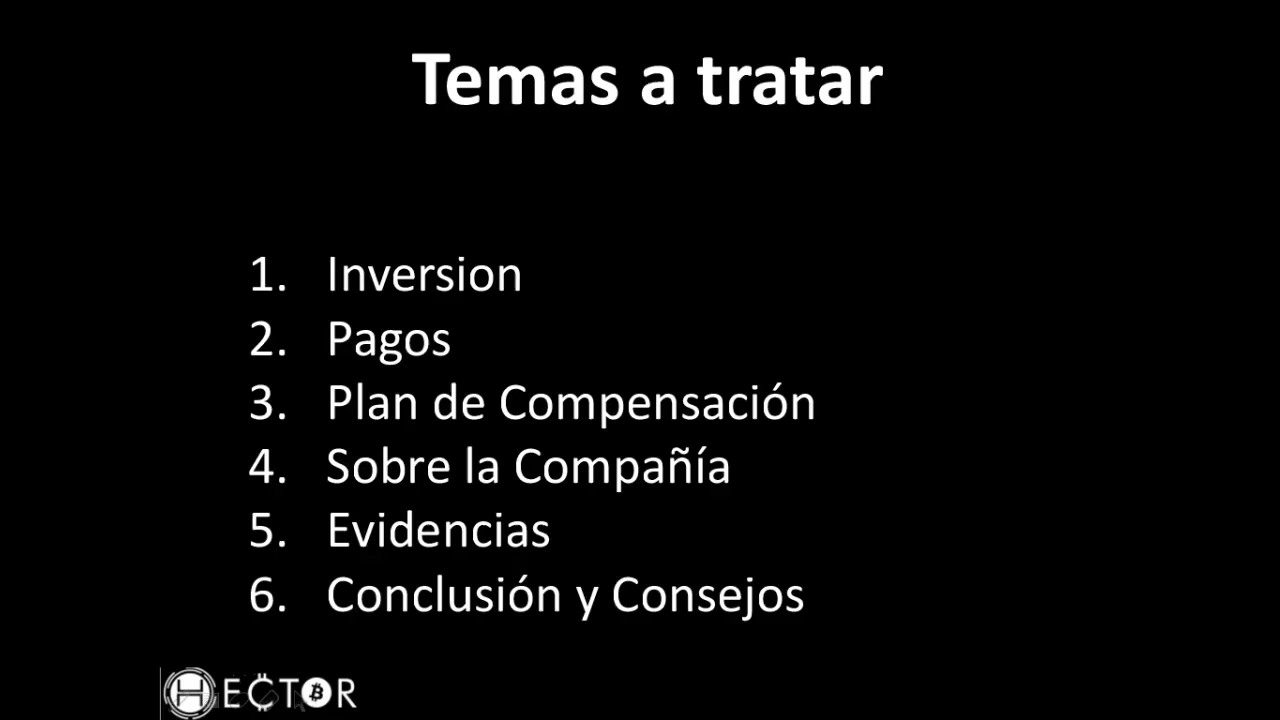 Temas a tratar
1. Inversion
2. Pagos
3. Plan de Compensación
4. Sobre la Compañía
5. Evidencias
6. Conclusión y Consejos
HECTOR